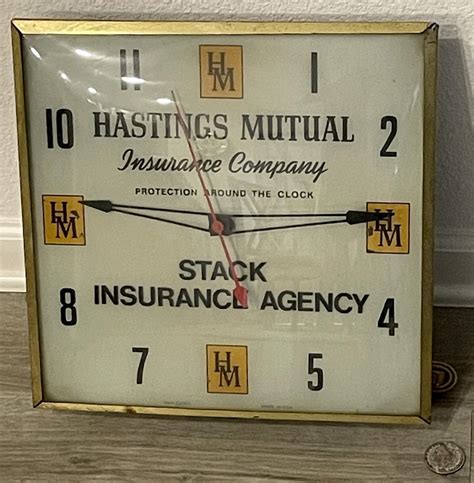 11 HM 1
10 HASTINGS MUTUAL 2
Insurance Company
PROTECTION AROUND THE CLOCK
HM HM
STACK
8 INSURANCE AGENCY 4
7 HM 5